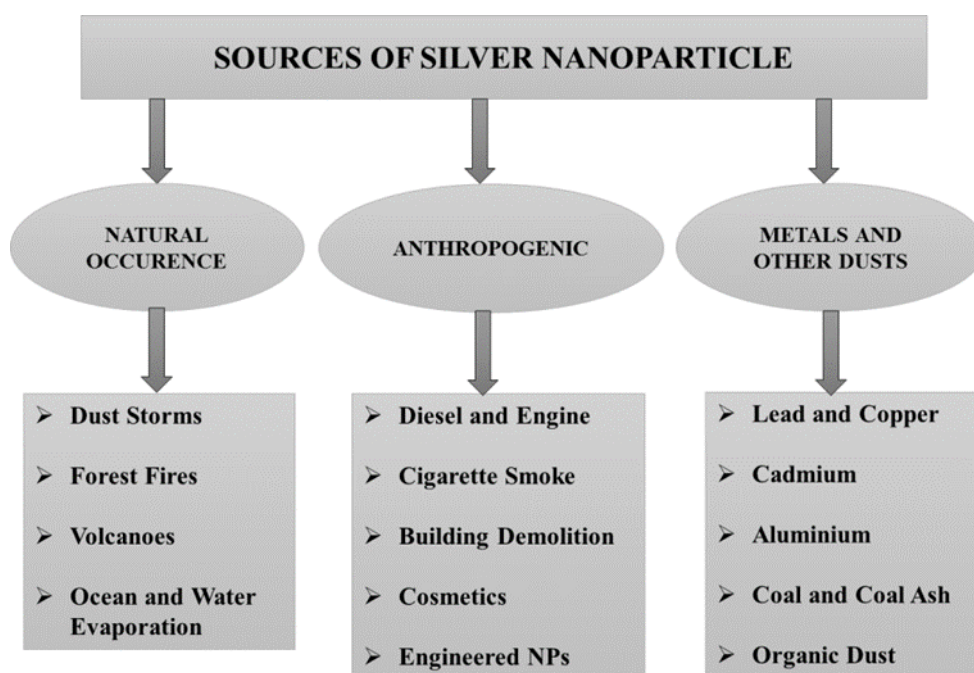 SOURCES OF SILVER NANOPARTICLE
NATURAL
OCCURENCE
ANTHROPOGENIC
METALS AND
OTHER DUSTS
Dust Storms
Forest Fires
Volcanoes
Ocean and Water
Evaporation
Diesel and Engine
Cigarette Smoke
Building Demolition
Cosmetics
Engineered NPs
Lead and Copper
Cadmium
Aluminium
Coal and Coal Ash
Organic Dust